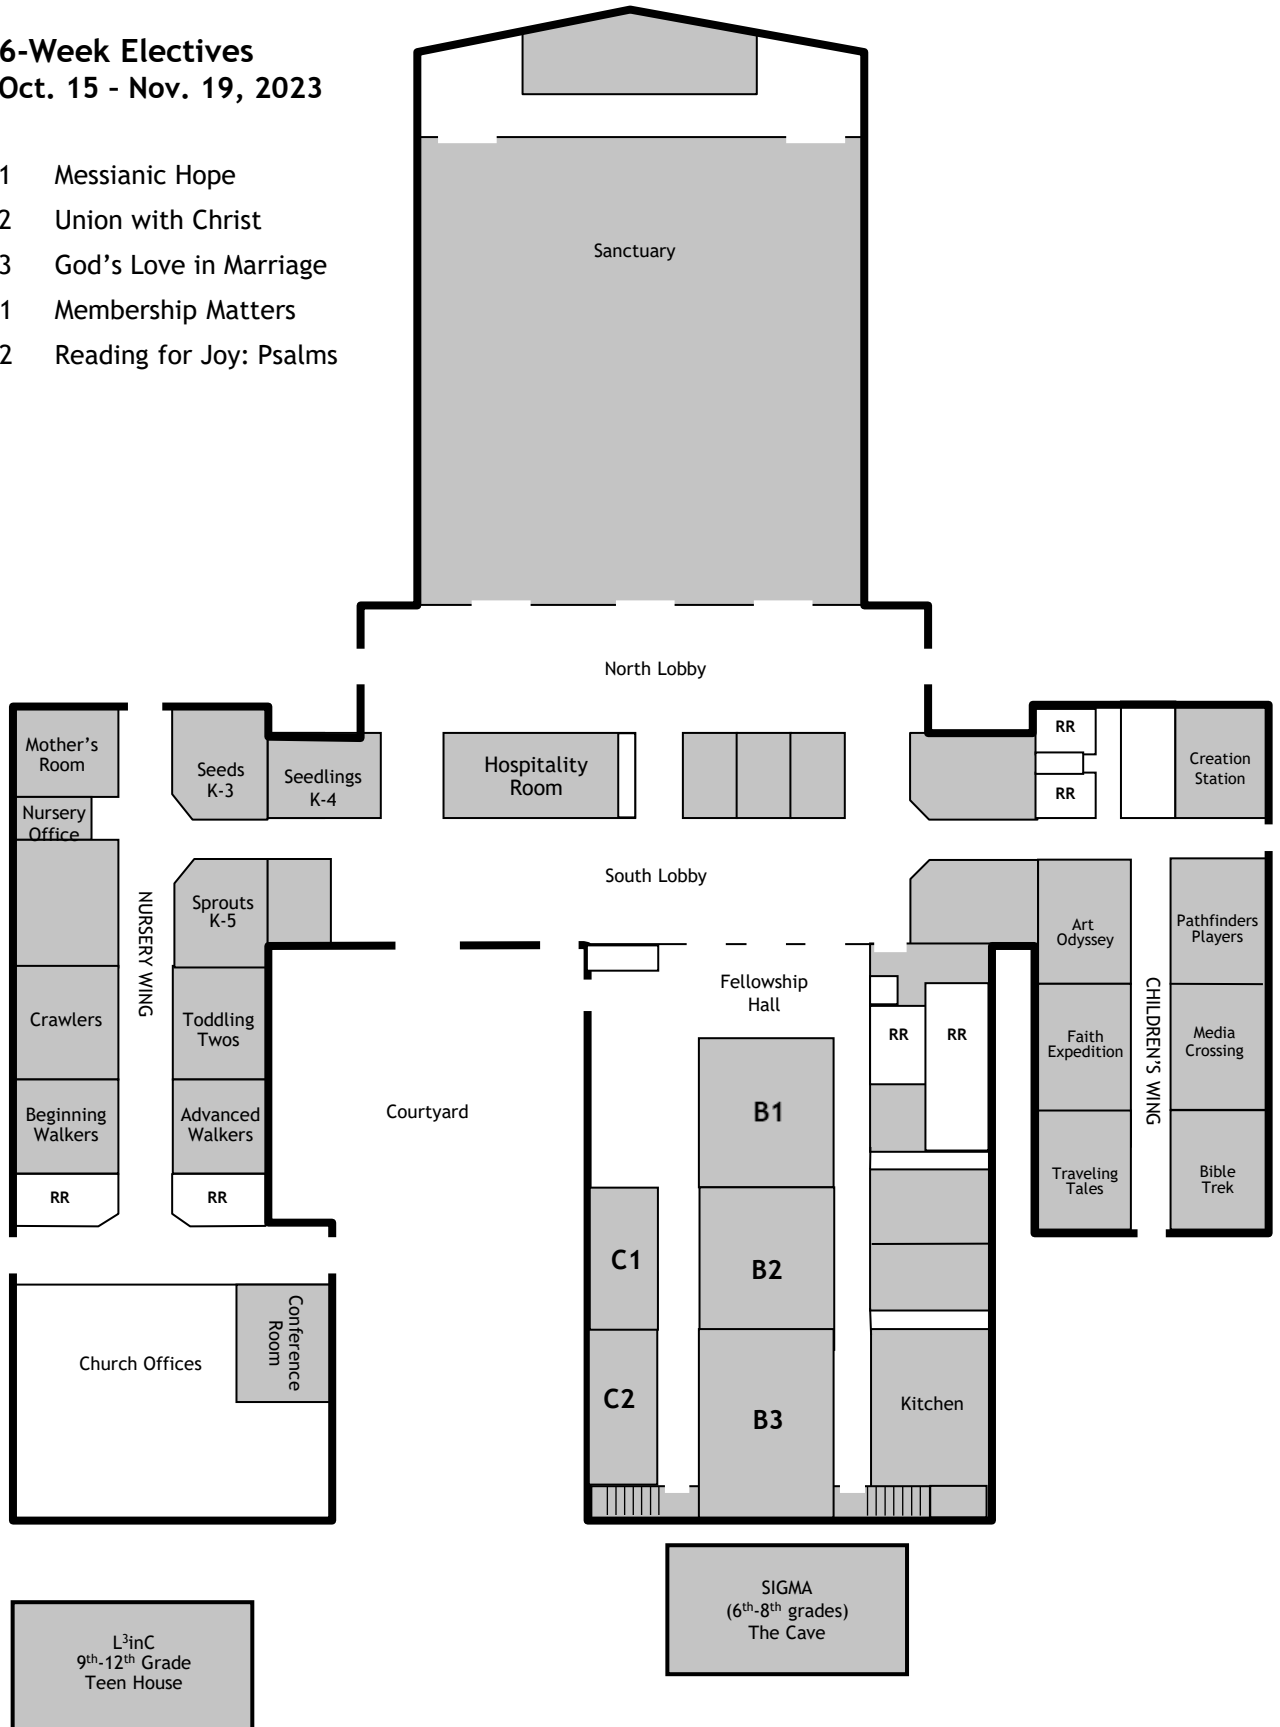 6-Week Electives
Oct. 15 - Nov. 19, 2023
1 Messianic Hope
2 Union with Christ
3 God’s Love in Marriage
1 Membership Matters
2 Reading for Joy: Psalms
Sanctuary
North Lobby
Mother’s
Room
Nursery
Office
Seeds
K-3
Seedlings
K-4
Hospitality
Room
RR
RR
Creation
Station
South Lobby
NURSERY WING
Sprouts
K-5
Crawlers
Toddling
Twos
Beginning
Walkers
Advanced
Walkers
RR
RR
Courtyard
Fellowship
Hall
RR
RR
B1
B2
B3
C1
C2
Kitchen
Art
Odyssey
Pathfinders
Players
CHILDREN’S WING
Faith
Expedition
Media
Crossing
Traveling
Tales
Bible
Trek
Church Offices
Conference
Room
SIGMA
(6th-8th grades)
The Cave
L³inC
9th-12th Grade
Teen House